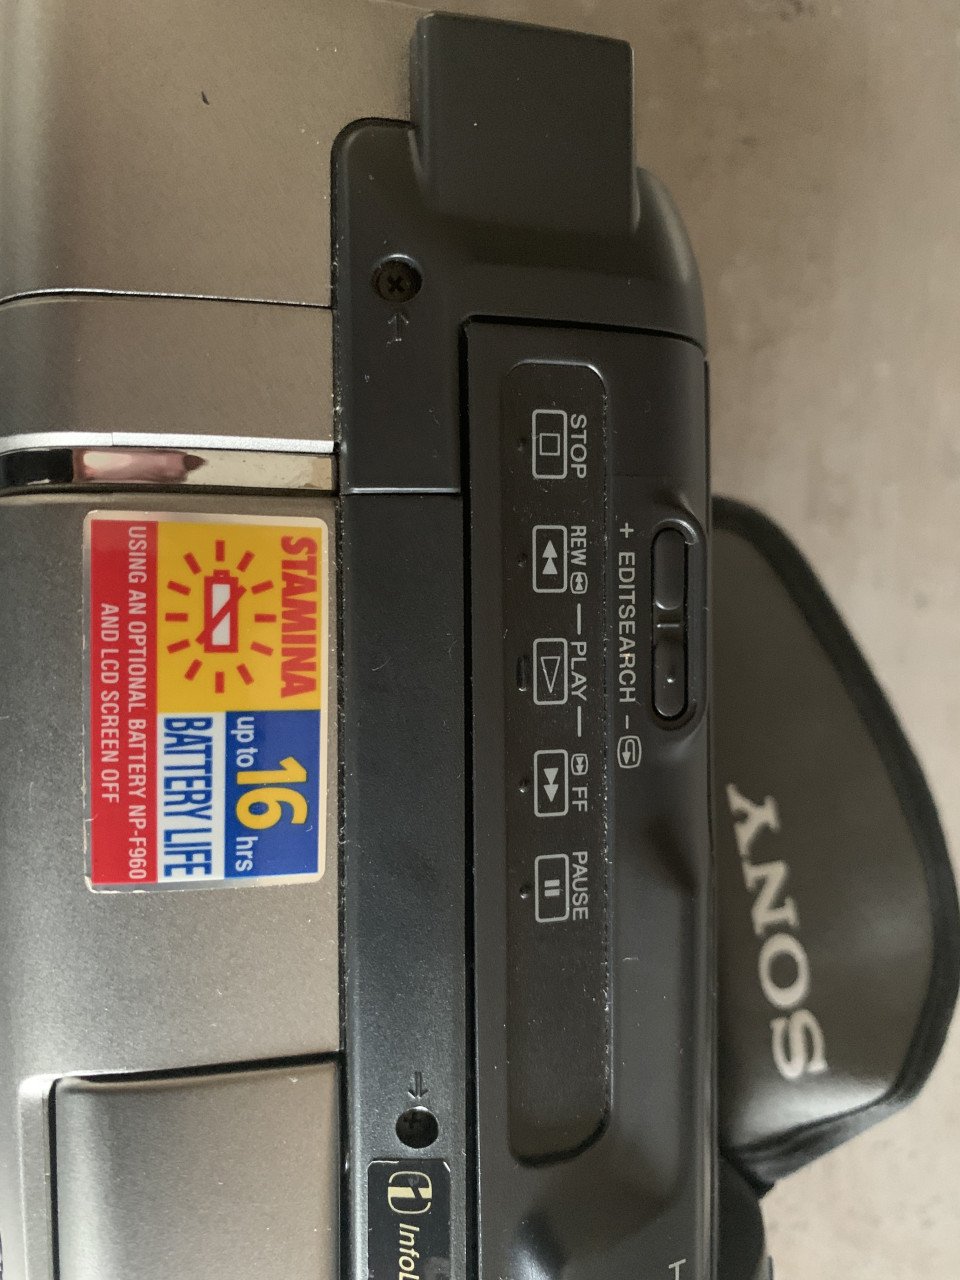 SONY
+ EDITSEARCH –
STOP
REW
PLAY
FF
PAUSE
STAMINA
up to 16 hrs
BATTERY LIFE
USING AN OPTIONAL BATTERY NP-F960
AND LCD SCREEN OFF